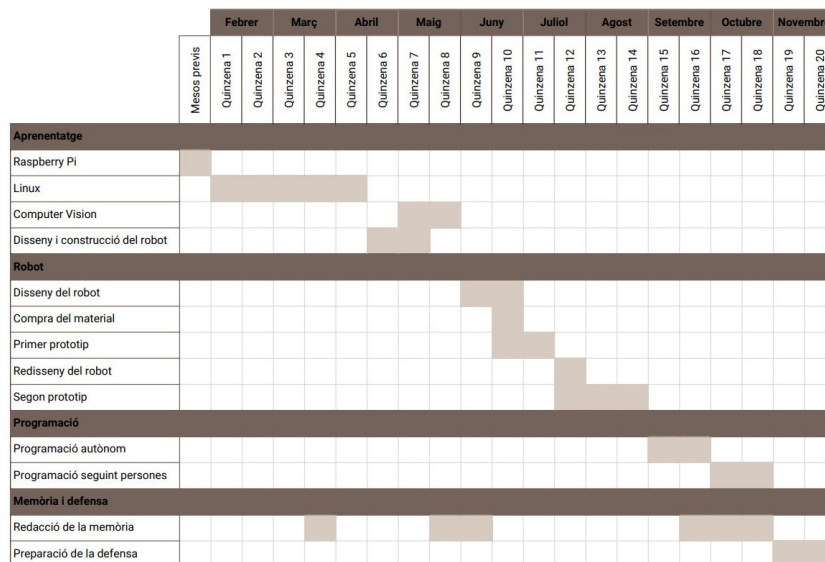 Febrer Març Abril Maig Juny Juliol Agost Setembre Octubre Novembre
Mesos previs Quinzena 1 Quinzena 2 Quinzena 3 Quinzena 4 Quinzena 5 Quinzena 6 Quinzena 7 Quinzena 8 Quinzena 9 Quinzena 10 Quinzena 11 Quinzena 12 Quinzena 13 Quinzena 14 Quinzena 15 Quinzena 16 Quinzena 17 Quinzena 18 Quinzena 19 Quinzena 20
Aprenentatge
Raspberry Pi
Linux
Computer Vision
Disseny i construcció del robot
Robot
Disseny del robot
Compra del material
Primer prototip
Redisseny del robot
Segon prototip
Programació
Programació autònom
Programació seguint persones
Memòria i defensa
Redacció de la memòria
Preparació de la defensa